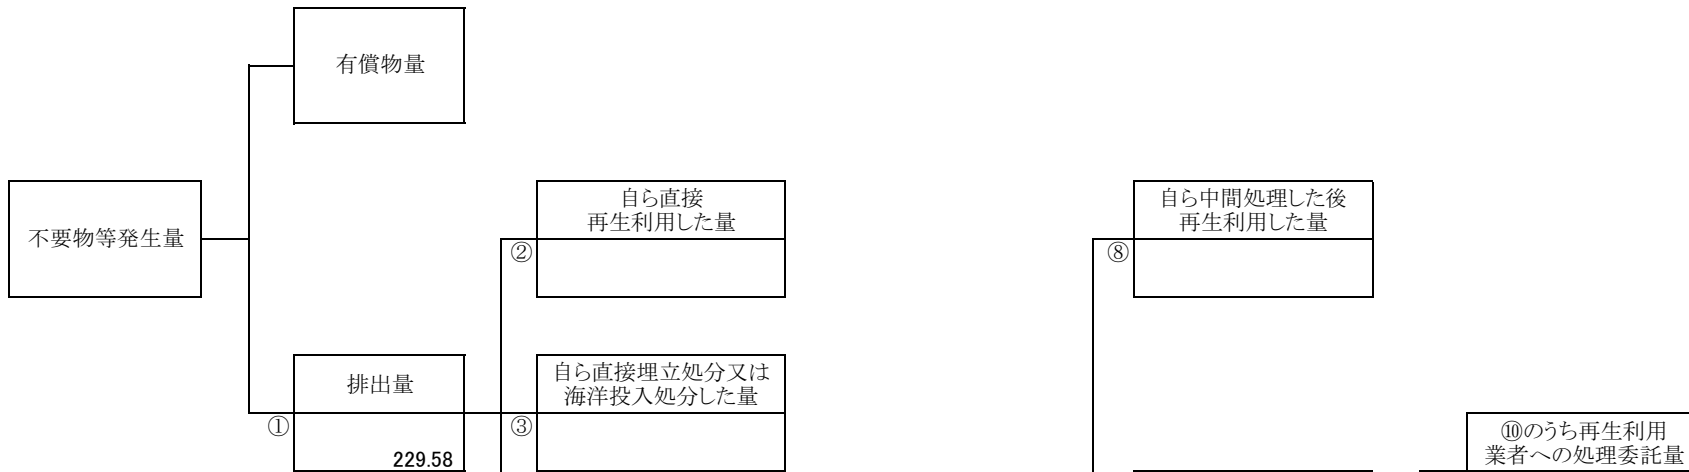 有償物量
不要物等発生量
自ら直接
再生利用した量
②
自ら中間処理した後
再生利用した量
⑧
排出量
①
229.58
自ら直接埋立処分又は
海洋投入処分した量
③
⑩のうち再生利用
業者への処理委託量